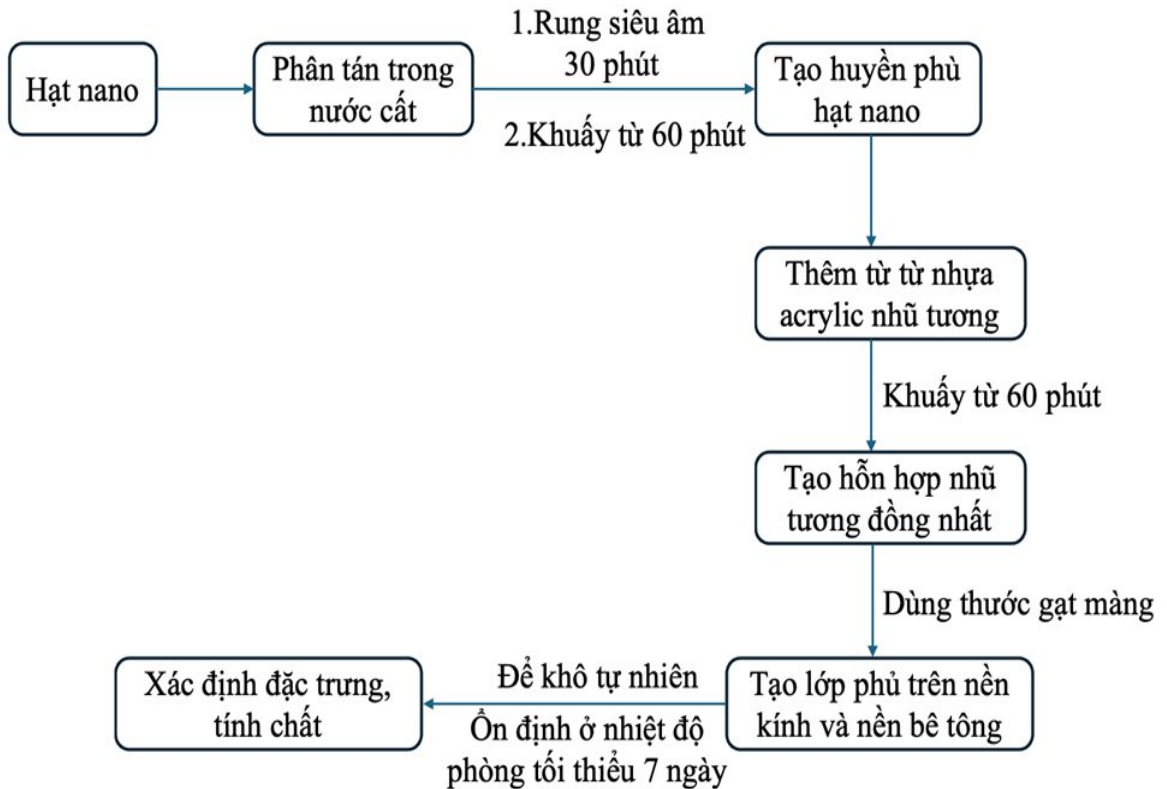 Hạt nano
Phân tán trong
nước cất
1.Rung siêu âm
30 phút
2.Khuấy từ 60 phút
Tạo huyền phù
hạt nano
Thêm từ từ nhựa
acrylic nhũ tương
Khuấy từ 60 phút
Tạo hỗn hợp nhũ
tương đồng nhất
Dùng thước gạt màng
Tạo lớp phủ trên nền
kính và nền bê tông
Để khô tự nhiên
Ổn định ở nhiệt độ
phòng tối thiểu 7 ngày
Xác định đặc trưng,
tính chất